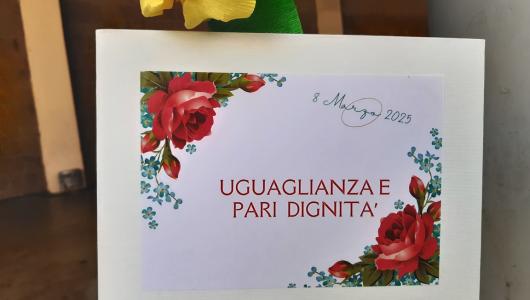 8 Marzo 2025
UGUAGLIANZA E
PARI DIGNITA'